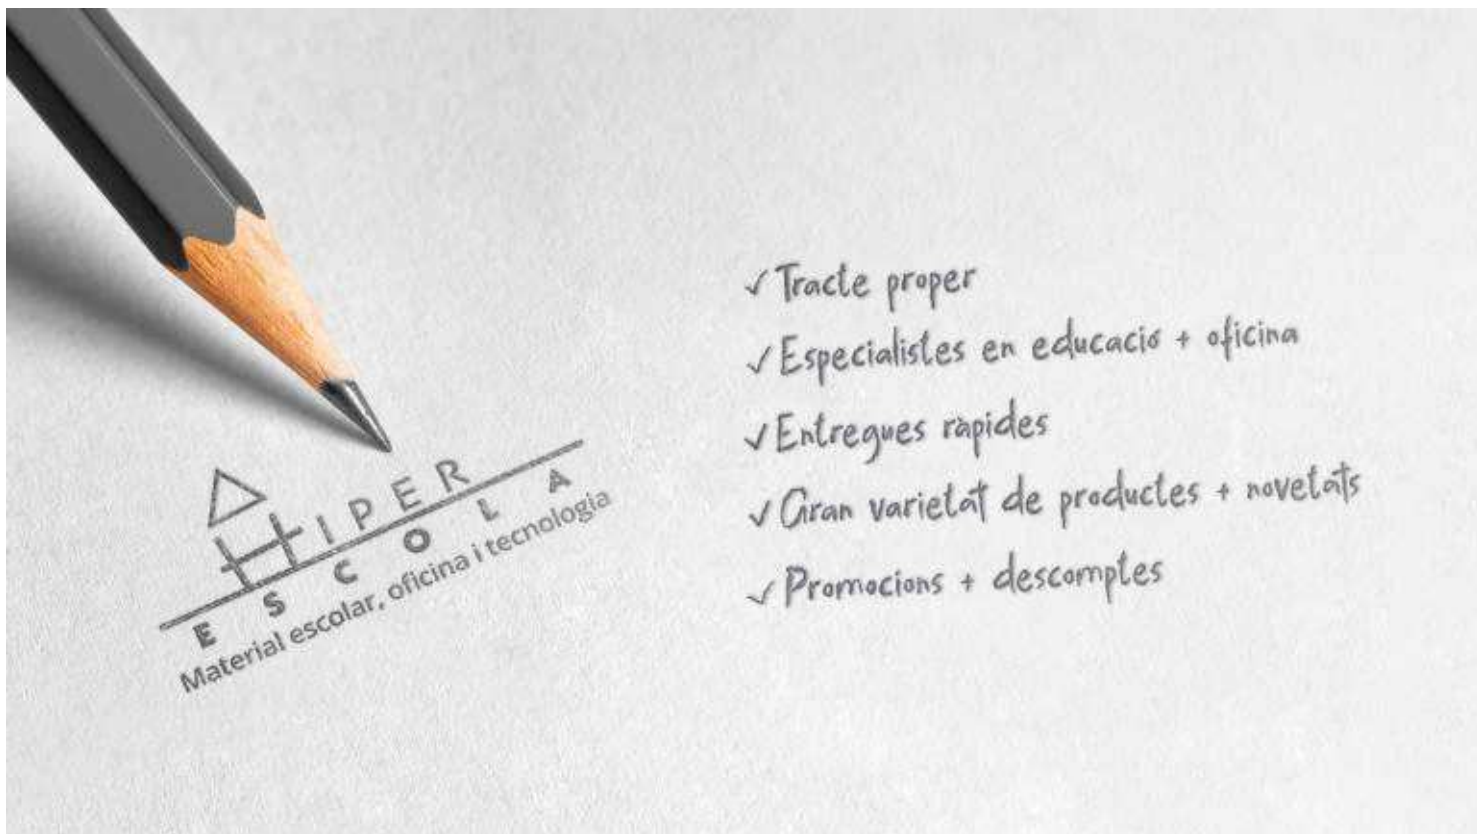 HIPER
ESCOLA
Material escolar, oficina i tecnologia
✓ Tracte proper
✓ Especialistes en educació + oficina
✓ Entregues ràpides
✓ Gran varietat de productes + novetats
✓ Promocions + descomptes